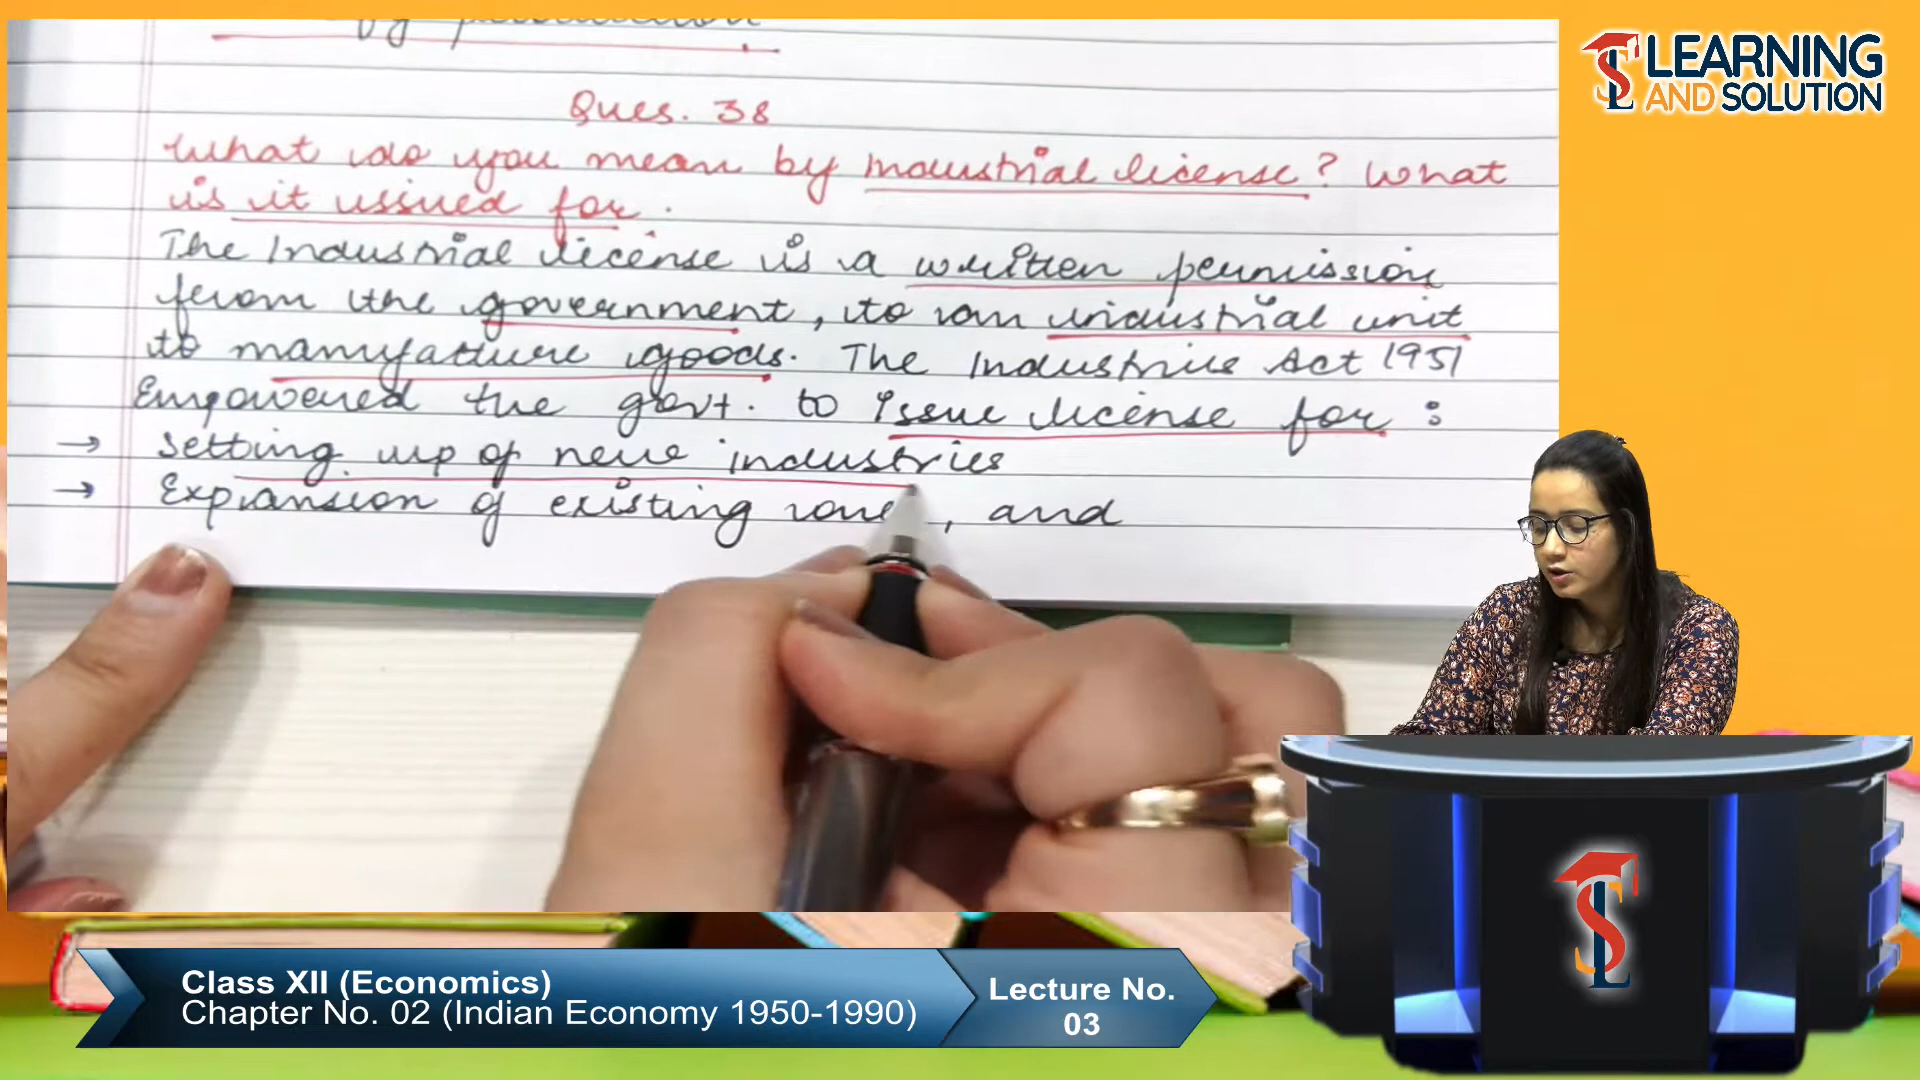 Ques. 38
What do you mean by Industrial license? What
is it issued for.
The Industrial license is a written permission
from the government, to an industrial unit
to manufatture goods. The Industries Act 1951
Empowered the govt. to Issue license for :
→ Setting up of new industries
→ Expansion of existing , and
LEARNING
AND SOLUTION
Class XII (Economics)
Chapter No. 02 (Indian Economy 1950-1990)
Lecture No.
03